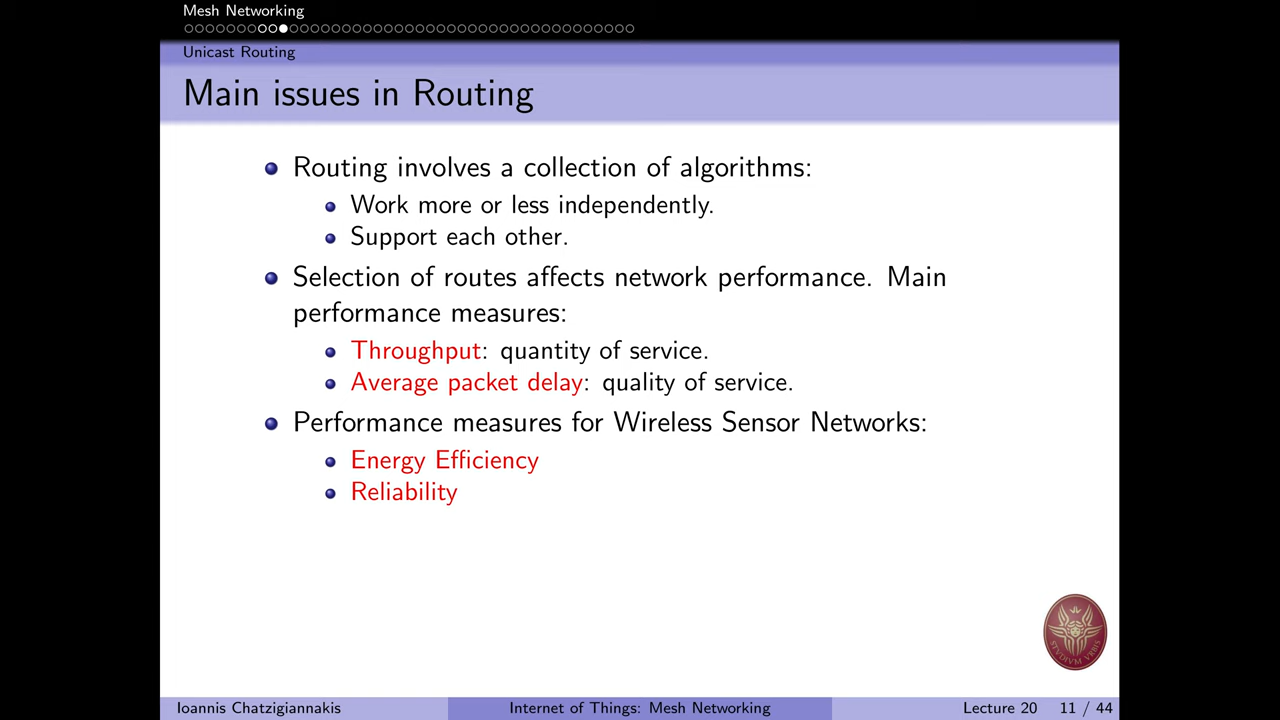 Mesh Networking
Unicast Routing
Main issues in Routing
Routing involves a collection of algorithms:
Work more or less independently.
Support each other.
Selection of routes affects network performance. Main
performance measures:
Throughput: quantity of service.
Average packet delay: quality of service.
Performance measures for Wireless Sensor Networks:
Energy Efficiency
Reliability
STVDIVM VRBIS
Ioannis Chatzigiannakis
Internet of Things: Mesh Networking
Lecture 20
11 / 44